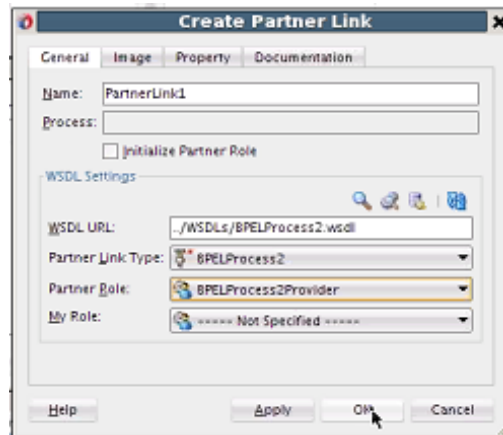 Create Partner Link
General Image Property Documentation
Name: PartnerLink1
Process:
Initialize Partner Role
WSDL Settings
WSDL URL: ../WSDLs/BPELProcess2.wsdl
Partner Link Type: BPELProcess2
Partner Role: BPELProcess2Provider
My Role: ----- Not Specified -----
Help Apply OK Cancel